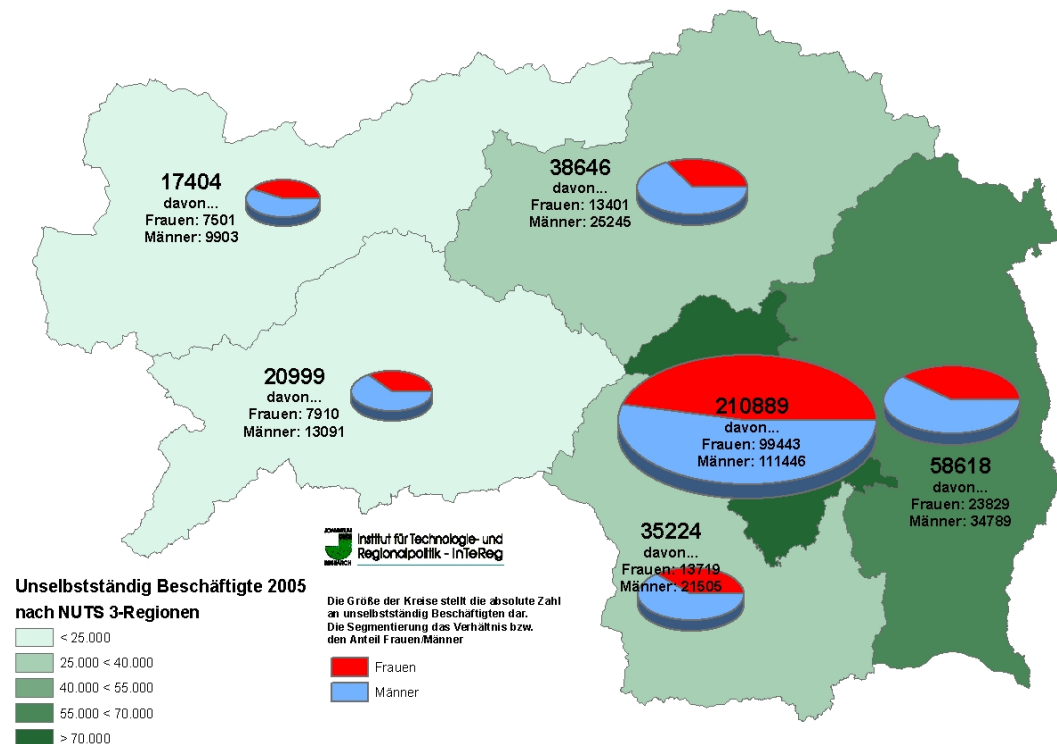 17404
davon...
Frauen: 7501
Männer: 9903
38646
davon...
Frauen: 13401
Männer: 25245
20999
davon...
Frauen: 7910
Männer: 13091
210889
davon...
Frauen: 99443
Männer: 111446
58618
davon...
Frauen: 23829
Männer: 34789
35224
davon...
Frauen: 13719
Männer: 21505
JOANNEUM
RESEARCH
Institut für Technologie- und
Regionalpolitik - InTeReg
Unselbstständig Beschäftigte 2005
nach NUTS 3-Regionen
< 25.000
25.000 < 40.000
40.000 < 55.000
55.000 < 70.000
> 70.000
Die Größe der Kreise stellt die absolute Zahl
an unselbstständig Beschäftigten dar.
Die Segmentierung das Verhältnis bzw.
den Anteil Frauen/Männer
Frauen
Männer